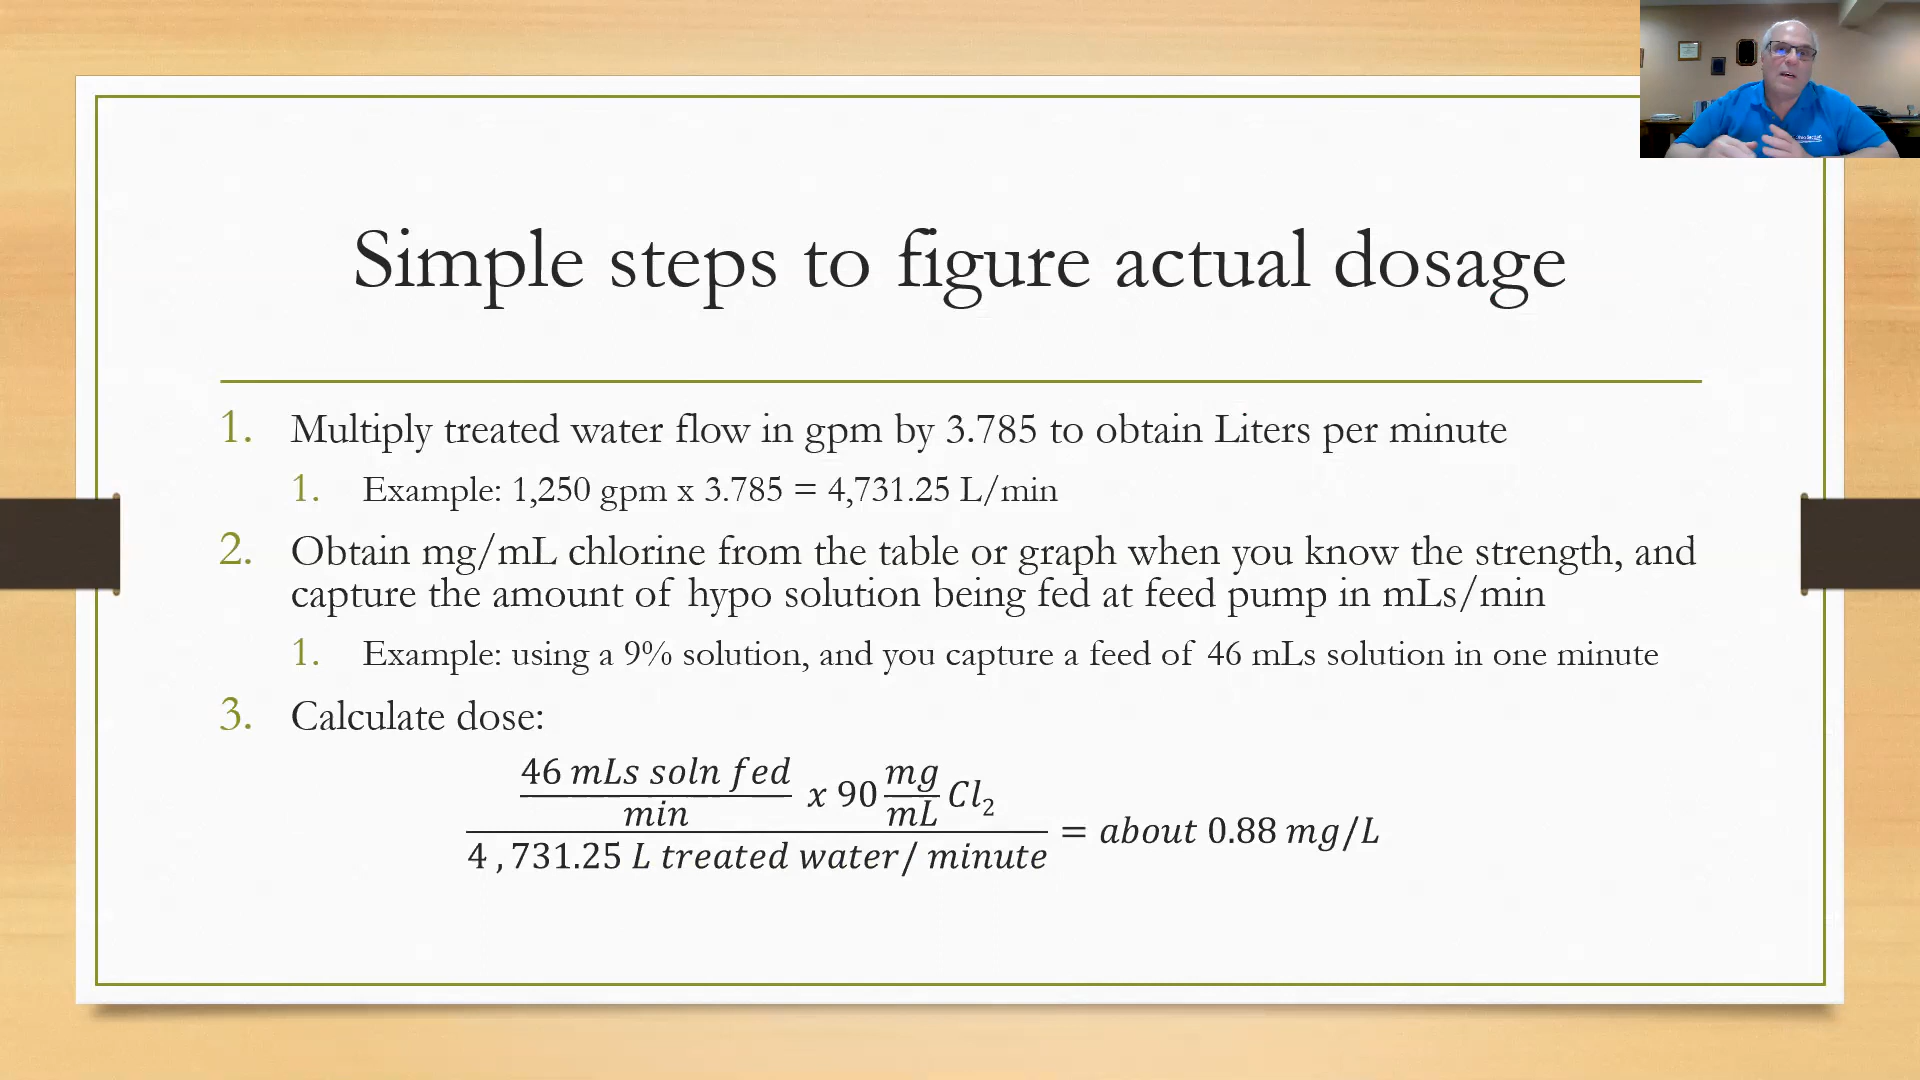 Simple steps to figure actual dosage
1. Multiply treated water flow in gpm by 3.785 to obtain Liters per minute
1. Example: 1,250 gpm x 3.785 = 4,731.25 L/min
2. Obtain mg/mL chlorine from the table or graph when you know the strength, and
capture the amount of hypo solution being fed at feed pump in mLs/min
1. Example: using a 9% solution, and you capture a feed of 46 mLs solution in one minute
3. Calculate dose:
46 mLs soln fed
min
x 90 mg/mL Cl₂
4,731.25 L treated water/ minute
= about 0.88 mg/L